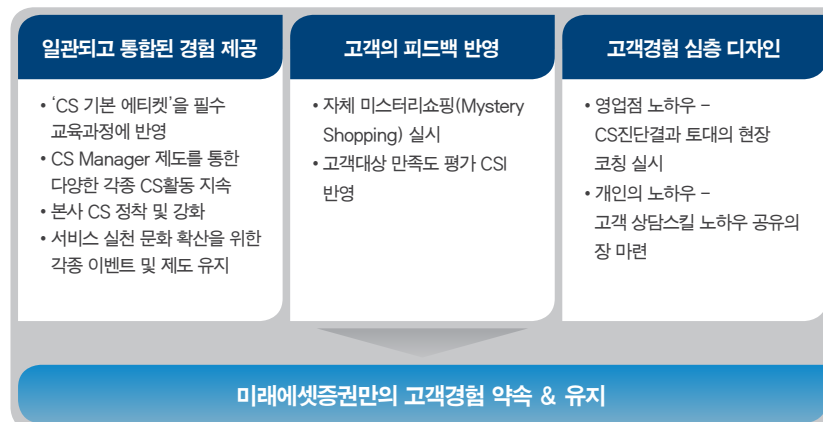 일관되고 통합된 경험 제공
• ‘CS 기본 에티켓’을 필수
교육과정에 반영
• CS Manager 제도를 통한
다양한 각종 CS활동 지속
• 본사 CS 정착 및 강화
• 서비스 실천 문화 확산을 위한
각종 이벤트 및 제도 유지
고객의 피드백 반영
• 자체 미스터리쇼핑(Mystery
Shopping) 실시
• 고객대상 만족도 평가 CSI
반영
고객경험 심층 디자인
• 영업점 노하우 –
CS진단결과 토대의 현장
코칭 실시
• 개인의 노하우 –
고객 상담스킬 노하우 공유의
장 마련
미래에셋증권만의 고객경험 약속 & 유지